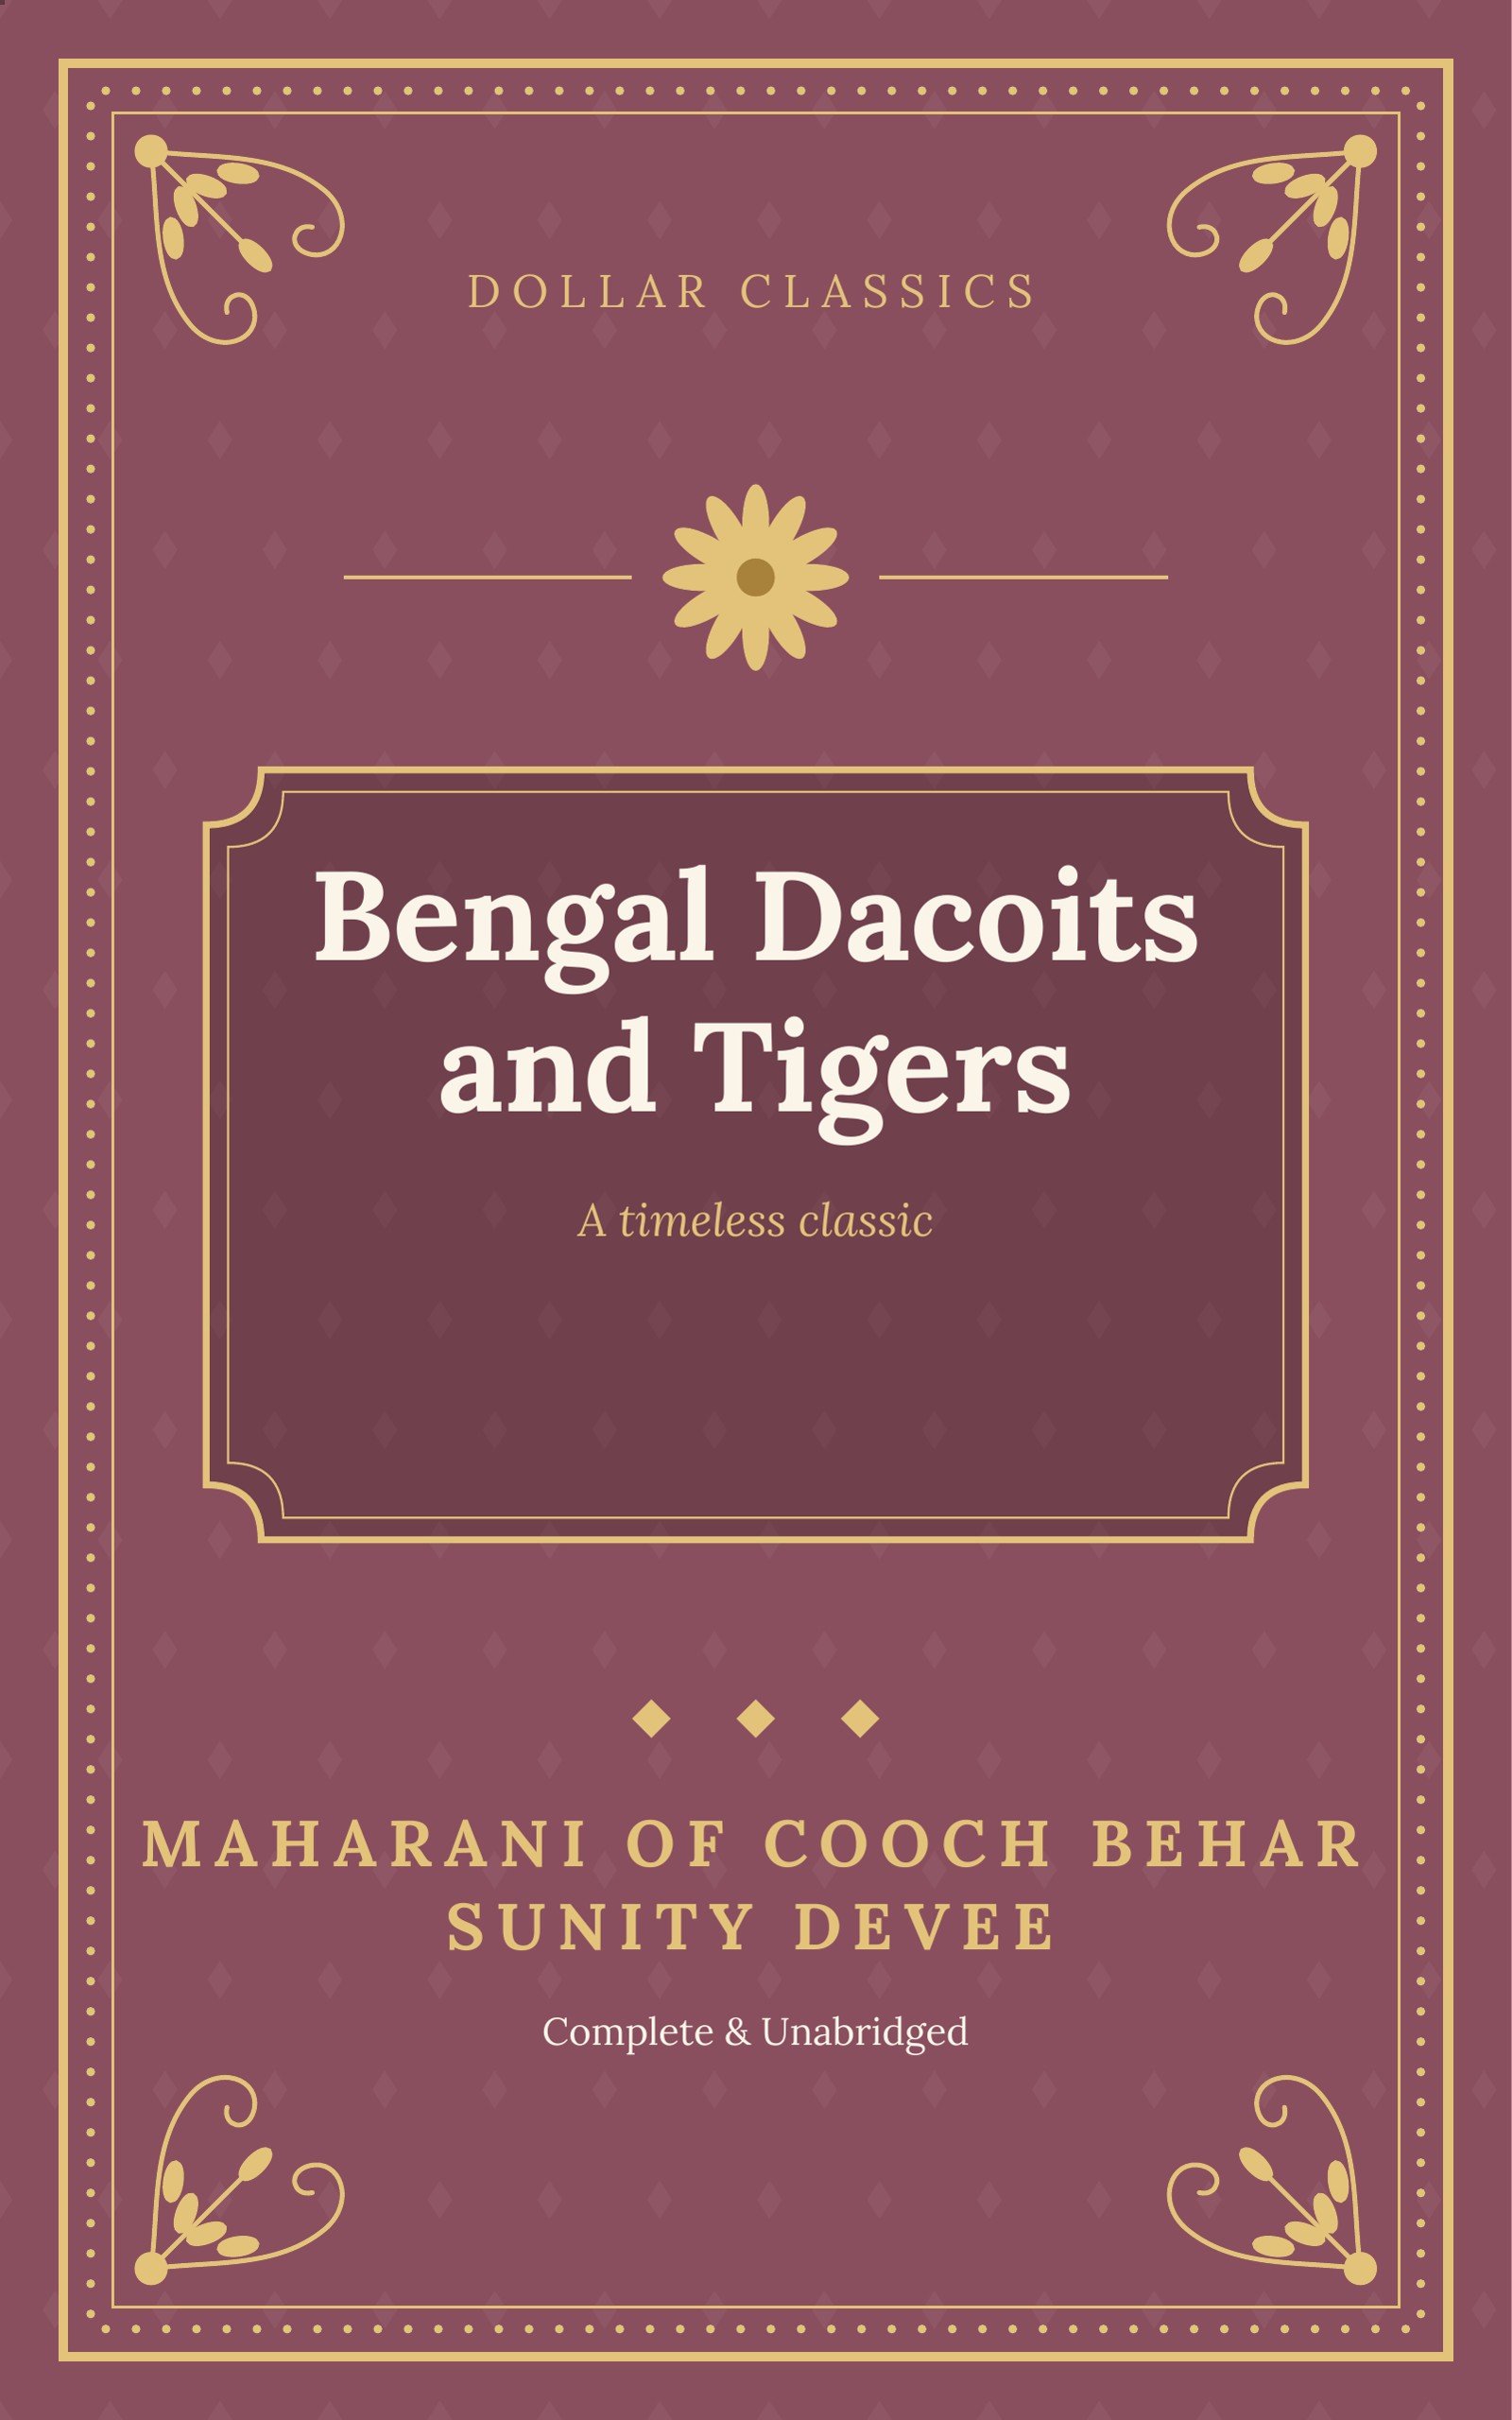 DOLLAR CLASSICS
Bengal Dacoits
and Tigers
A timeless classic
MAHARANI OF COOCH BEHAR
SUNITY DEVEE
Complete & Unabridged